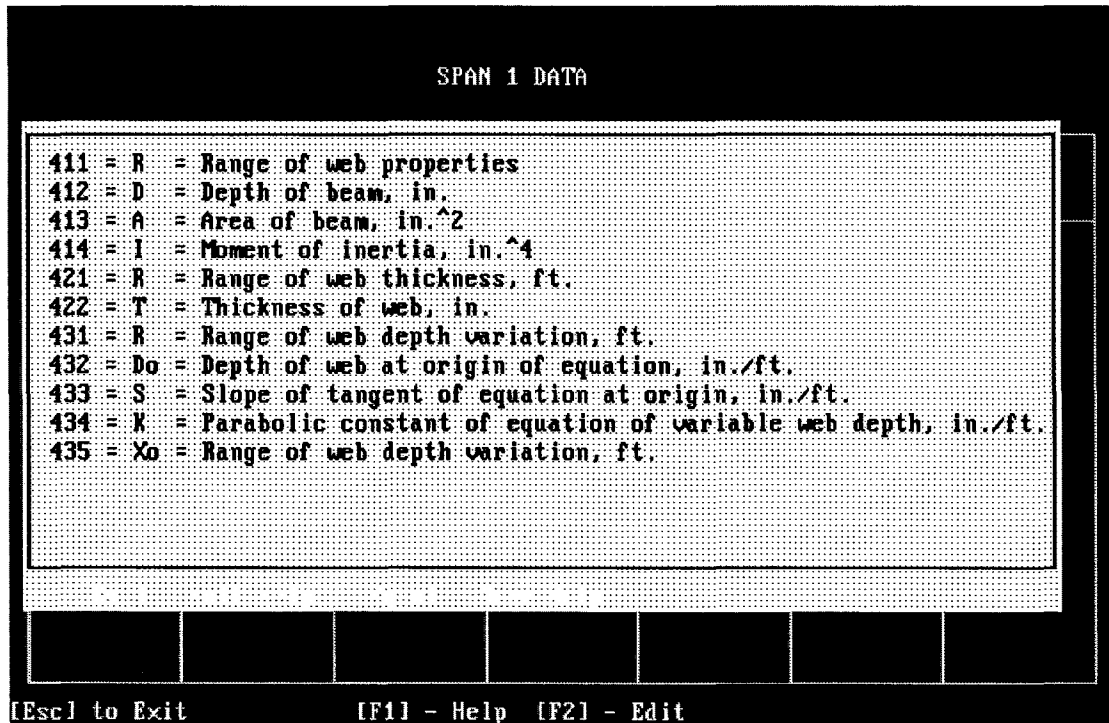 SPAN 1 DATA
411 = R = Range of web properties
412 = D = Depth of beam, in.
413 = A = Area of beam, in.^2
414 = I = Moment of inertia, in.^4
421 = R = Range of web thickness, ft.
422 = T = Thickness of web, in.
431 = R = Range of web depth variation, ft.
432 = Do = Depth of web at origin of equation, in./ft.
433 = S = Slope of tangent of equation at origin, in./ft.
434 = K = Parabolic constant of equation of variable web depth, in./ft.
435 = Xo = Range of web depth variation, ft.
[Esc] to Exit [F1] - Help [F2] - Edit